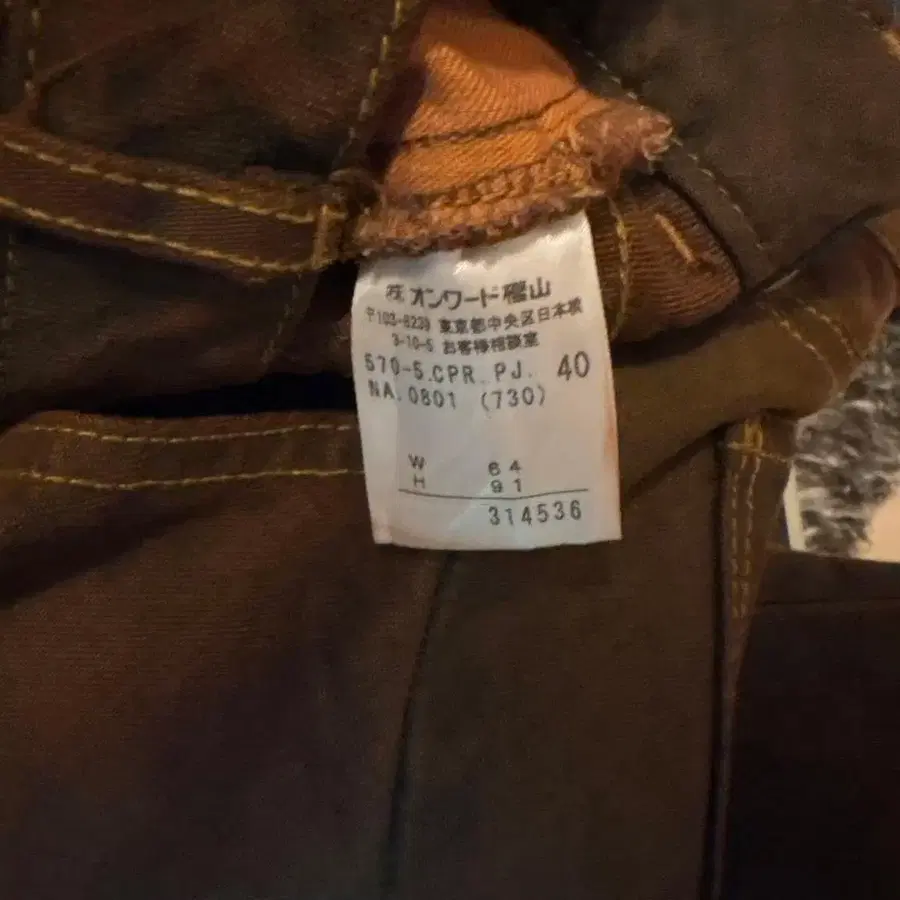 ㈱オンワード樫山
〒103-8239 東京都中央区日本橋
3-10-5 お客様相談室
570-5.CPR.PJ. 40
NA.0801 (730)
W 64
H 91
314536